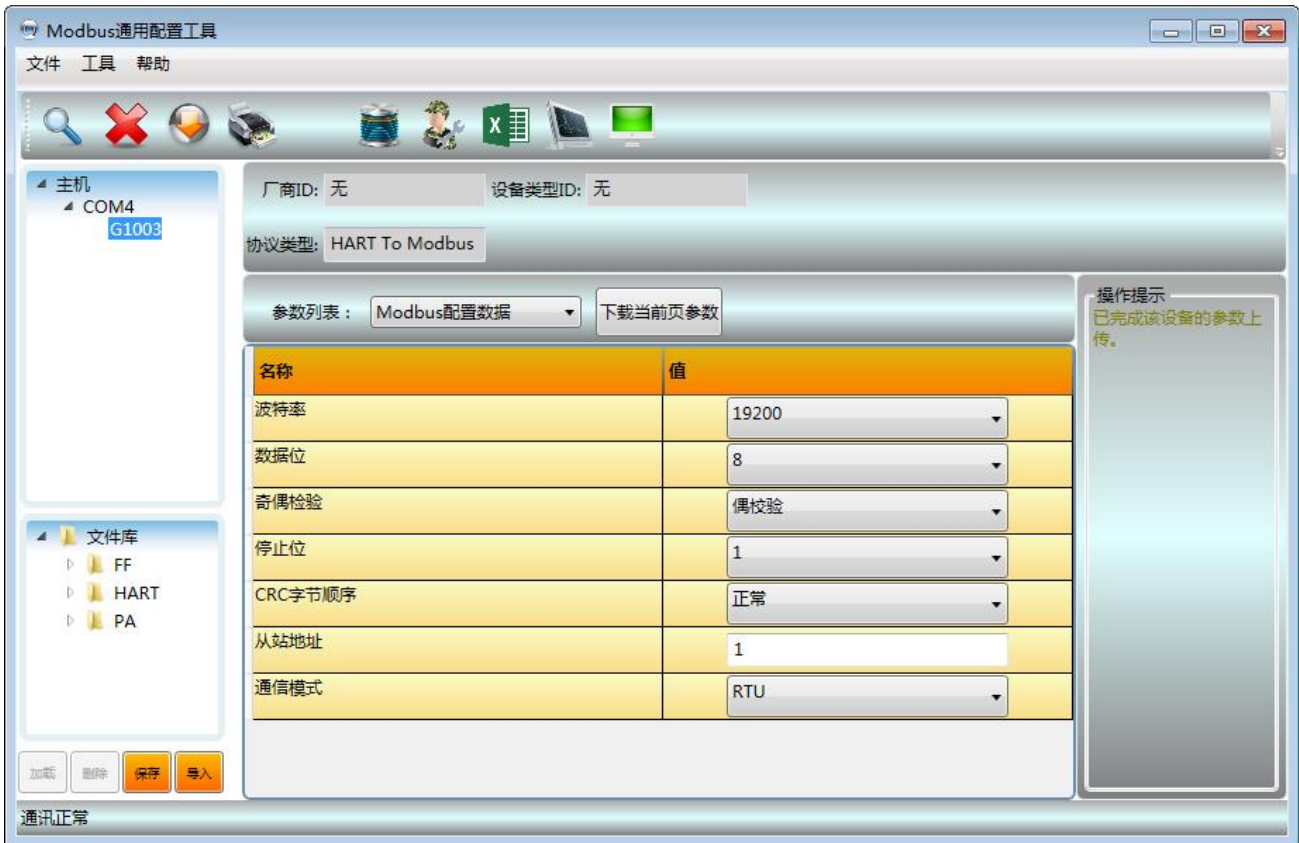 Modbus通用配置工具
文件 工具 帮助
主机
COM4
G1003
厂商ID: 无 设备类型ID: 无
协议类型: HART To Modbus
参数列表： Modbus配置数据 下载当前页参数
操作提示
已完成该设备的参数上
传。
名称 值
波特率 19200
数据位 8
奇偶检验 偶校验
停止位 1
CRC字节顺序 正常
从站地址 1
通信模式 RTU
文件库
FF
HART
PA
加载 删除 保存 导入
通讯正常